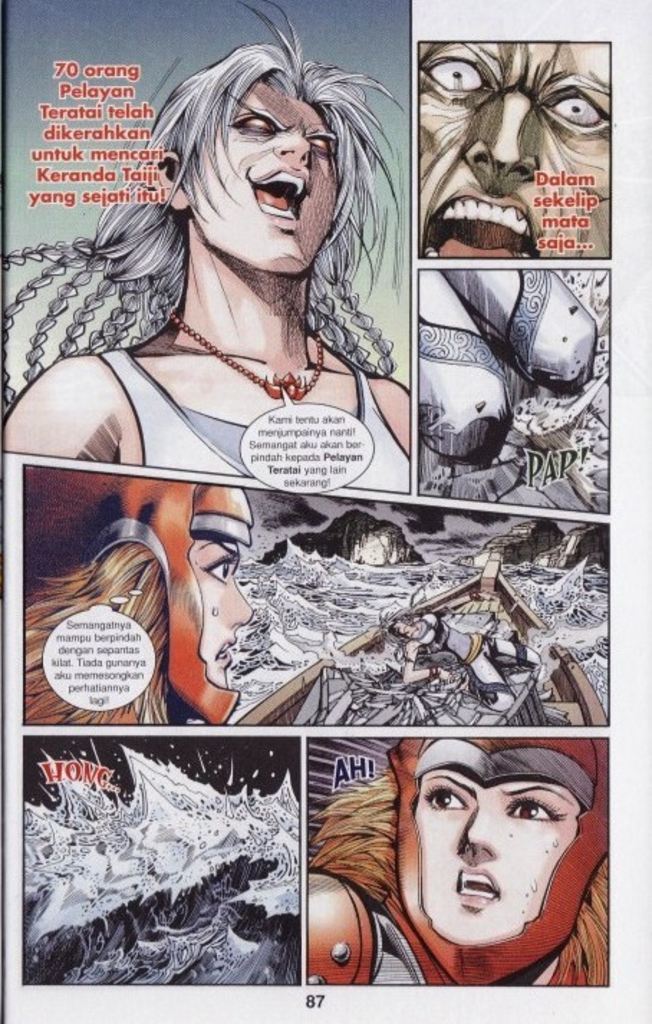 70 orang
Pelayan
Teratai telah
dikerahkan
untuk mencari
Keranda Taiji
yang sejati itu!
Kami tentu akan
menjumpainya nanti!
Semangat aku akan ber-
pindah kepada Pelayan
Teratai yang lain
sekarang!
Dalam
sekelip
mata
saja...
PAP!
Semangatnya
mampu berpindah
dengan sepantas
kilat. Tiada gunanya
aku memesongkan
perhatiannya
lagi!
HONG...
AH!
87